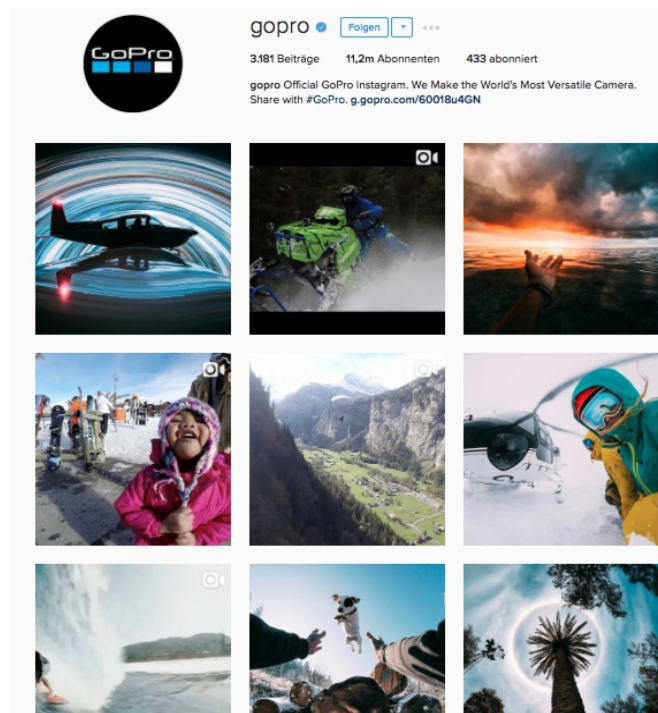 GoPro
gopro Folgen
3.181 Beiträge 11,2m Abonnenten 433 abonniert
gopro Official GoPro Instagram. We Make the World's Most Versatile Camera.
Share with #GoPro. g.gopro.com/60018u4GN